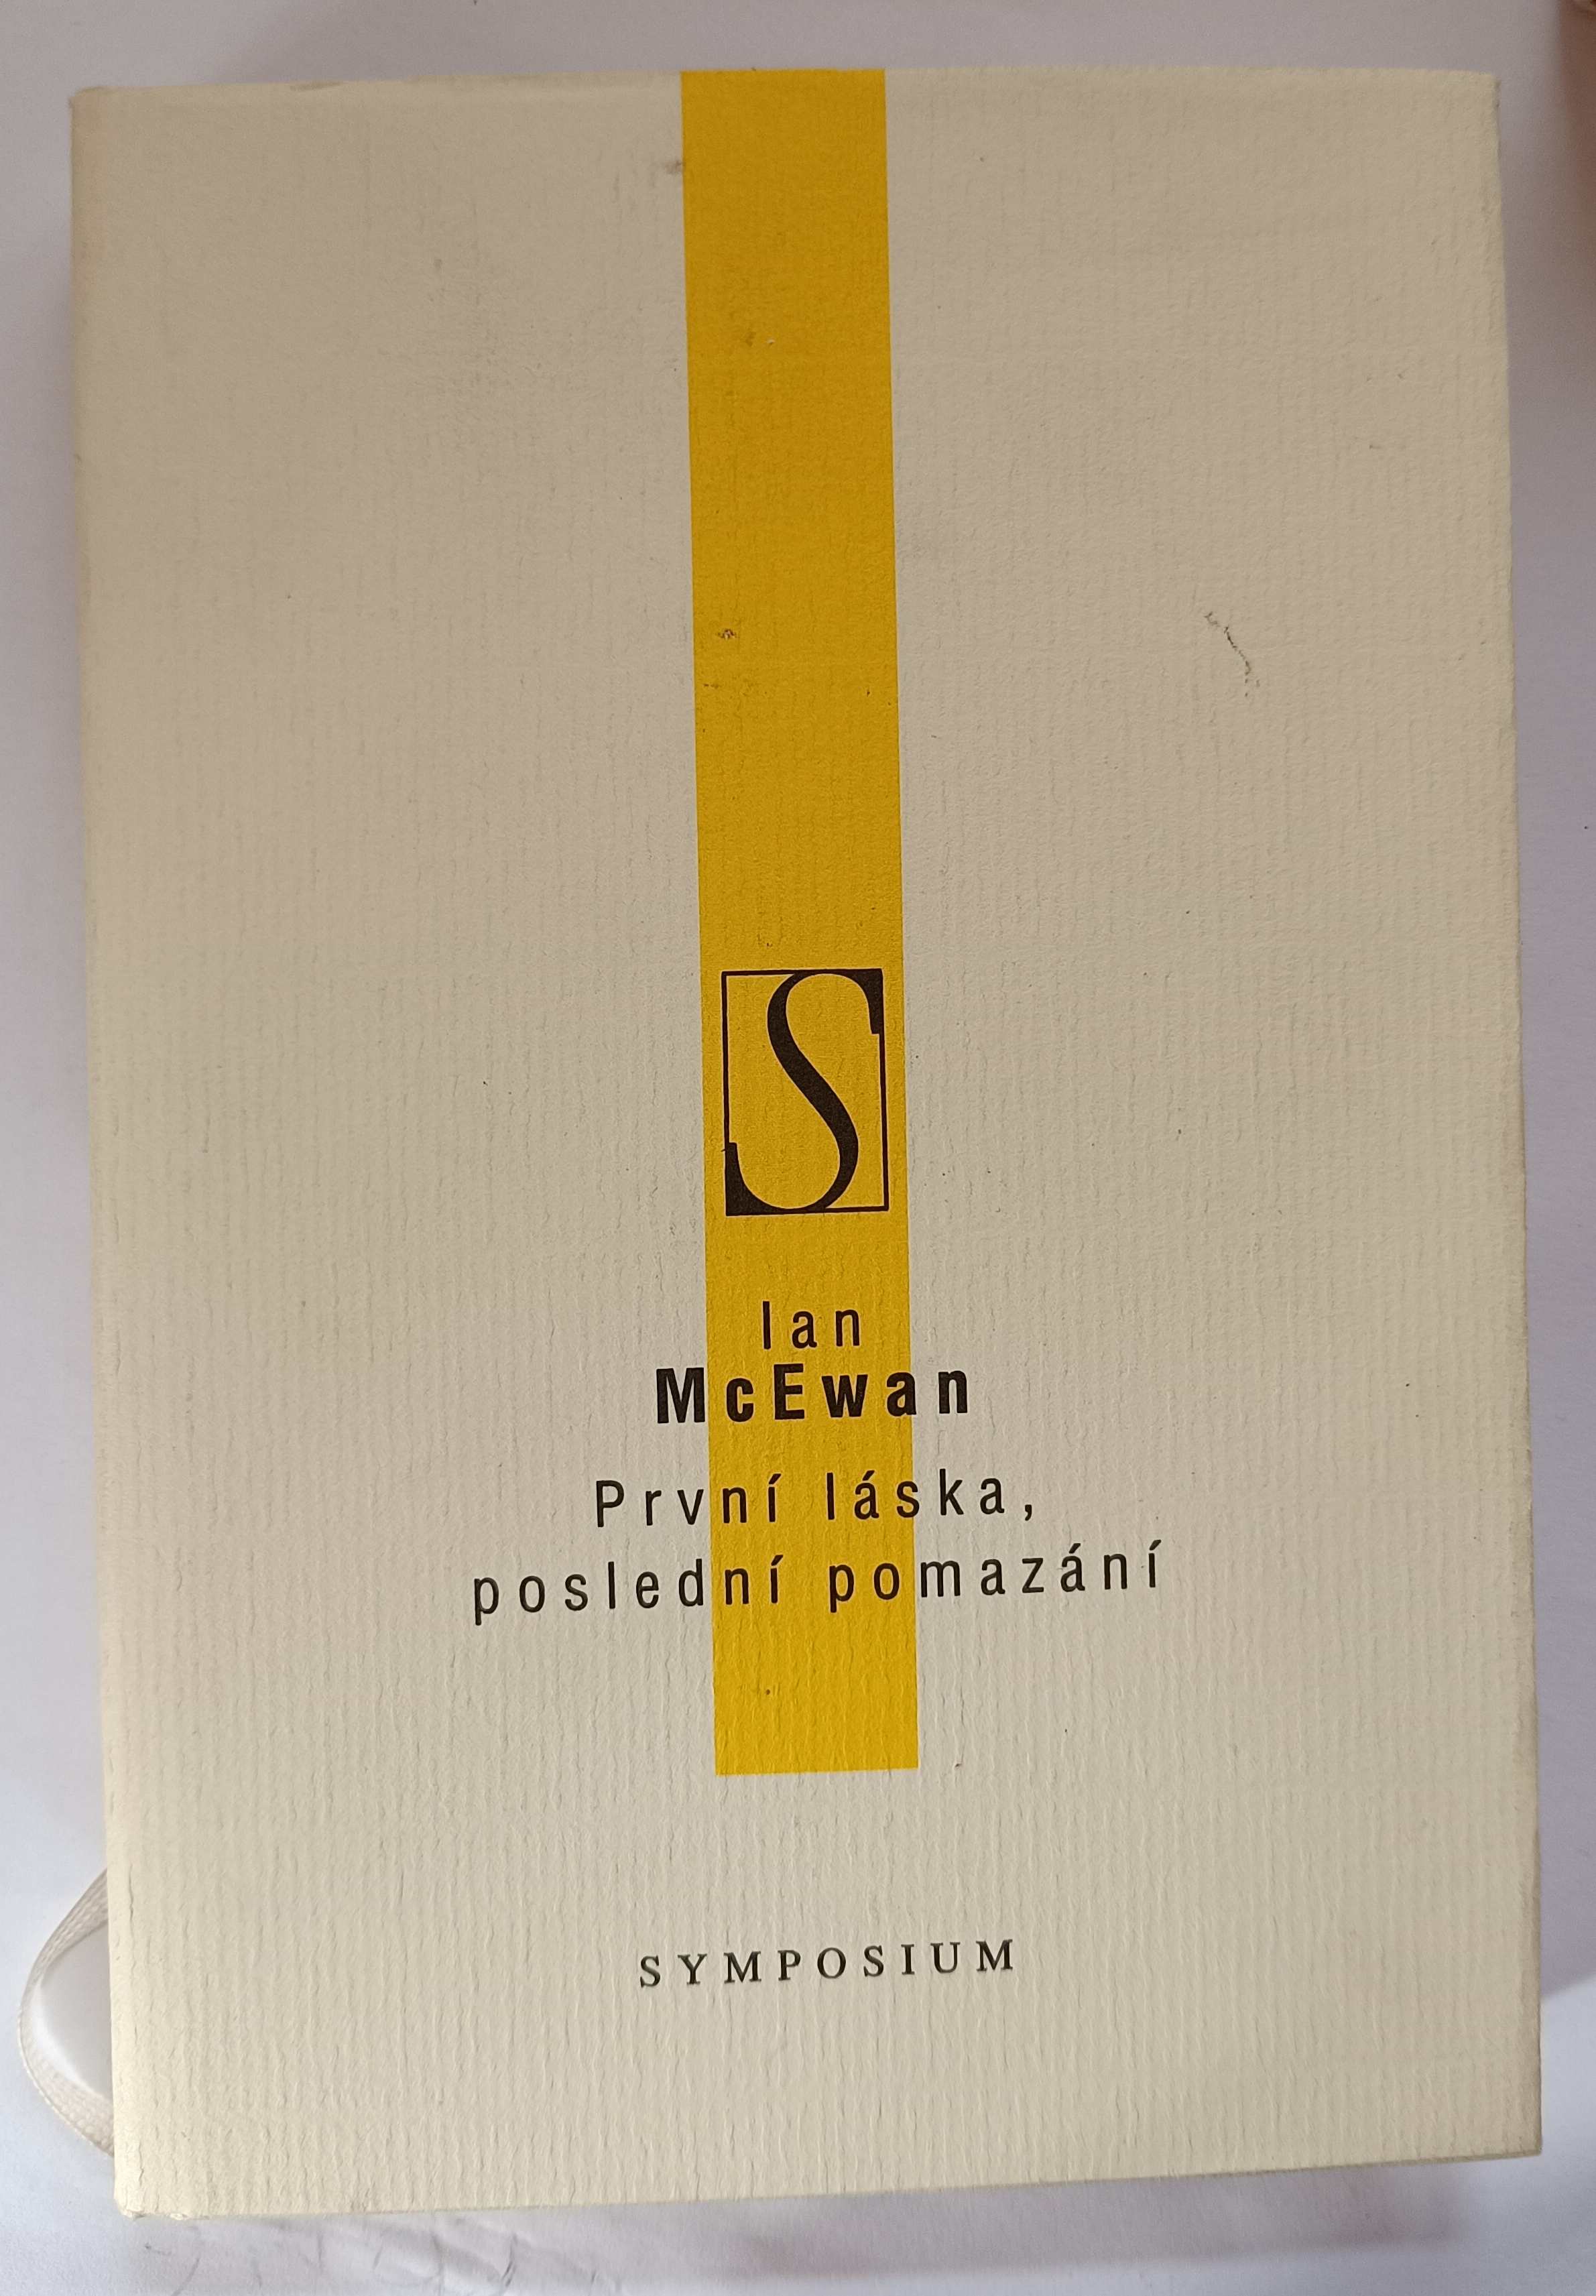 S
Ian
McEwan
První láska,
poslední pomazání
SYMPOSIUM